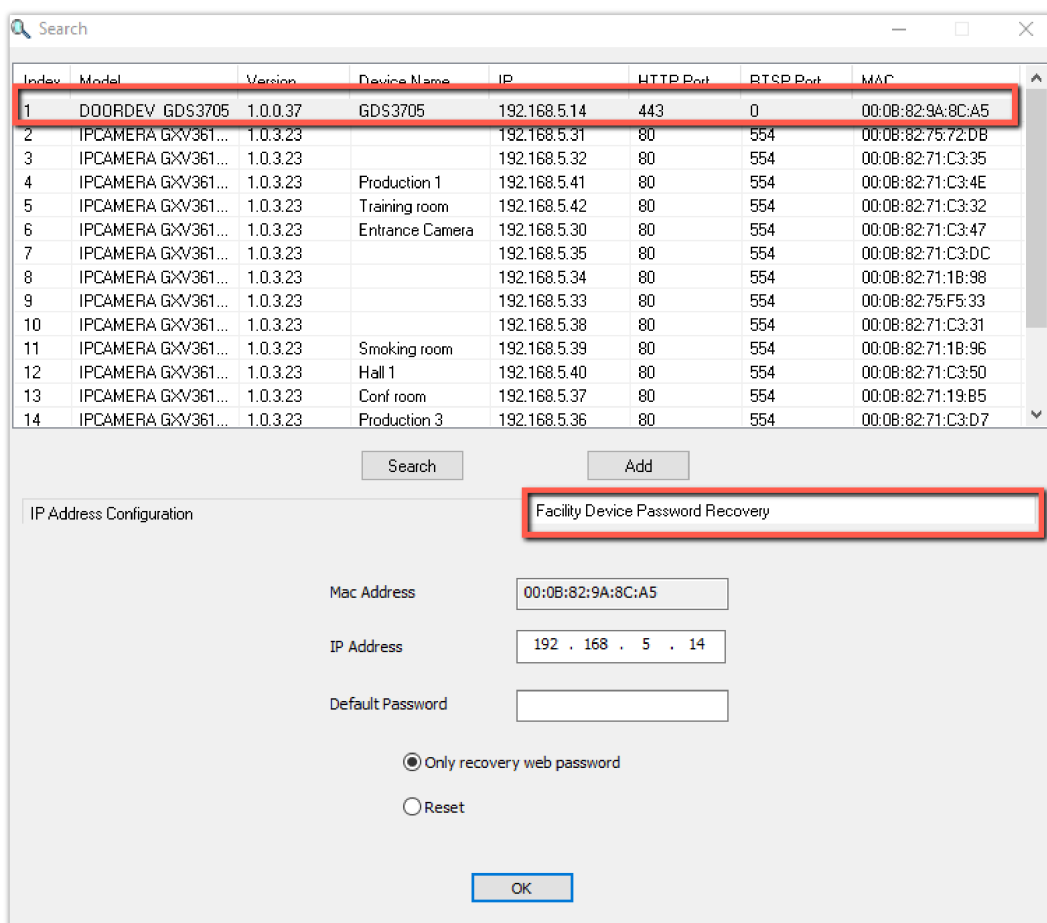 Search
Index Model Version Device Name IP HTTP Port RTSP Port MAC
1 DOORDEV GDS3705 1.0.0.37 GDS3705 192.168.5.14 443 0 00:0B:82:9A:8C:A5
2 IPCAMERA GXV361... 1.0.3.23 192.168.5.31 80 554 00:0B:82:75:72:DB
3 IPCAMERA GXV361... 1.0.3.23 192.168.5.32 80 554 00:0B:82:71:C3:35
4 IPCAMERA GXV361... 1.0.3.23 Production 1 192.168.5.41 80 554 00:0B:82:71:C3:4E
5 IPCAMERA GXV361... 1.0.3.23 Training room 192.168.5.42 80 554 00:0B:82:71:C3:32
6 IPCAMERA GXV361... 1.0.3.23 Entrance Camera 192.168.5.30 80 554 00:0B:82:71:C3:47
7 IPCAMERA GXV361... 1.0.3.23 192.168.5.35 80 554 00:0B:82:71:C3:DC
8 IPCAMERA GXV361... 1.0.3.23 192.168.5.34 80 554 00:0B:82:71:1B:98
9 IPCAMERA GXV361... 1.0.3.23 192.168.5.33 80 554 00:0B:82:75:F5:33
10 IPCAMERA GXV361... 1.0.3.23 192.168.5.38 80 554 00:0B:82:71:C3:31
11 IPCAMERA GXV361... 1.0.3.23 Smoking room 192.168.5.39 80 554 00:0B:82:71:1B:96
12 IPCAMERA GXV361... 1.0.3.23 Hall 1 192.168.5.40 80 554 00:0B:82:71:C3:50
13 IPCAMERA GXV361... 1.0.3.23 Conf room 192.168.5.37 80 554 00:0B:82:71:19:B5
14 IPCAMERA GXV361... 1.0.3.23 Production 3 192.168.5.36 80 554 00:0B:82:71:C3:D7
Search Add
IP Address Configuration Facility Device Password Recovery
Mac Address 00:0B:82:9A:8C:A5
IP Address 192 . 168 . 5 . 14
Default Password
Only recovery web password
Reset
OK